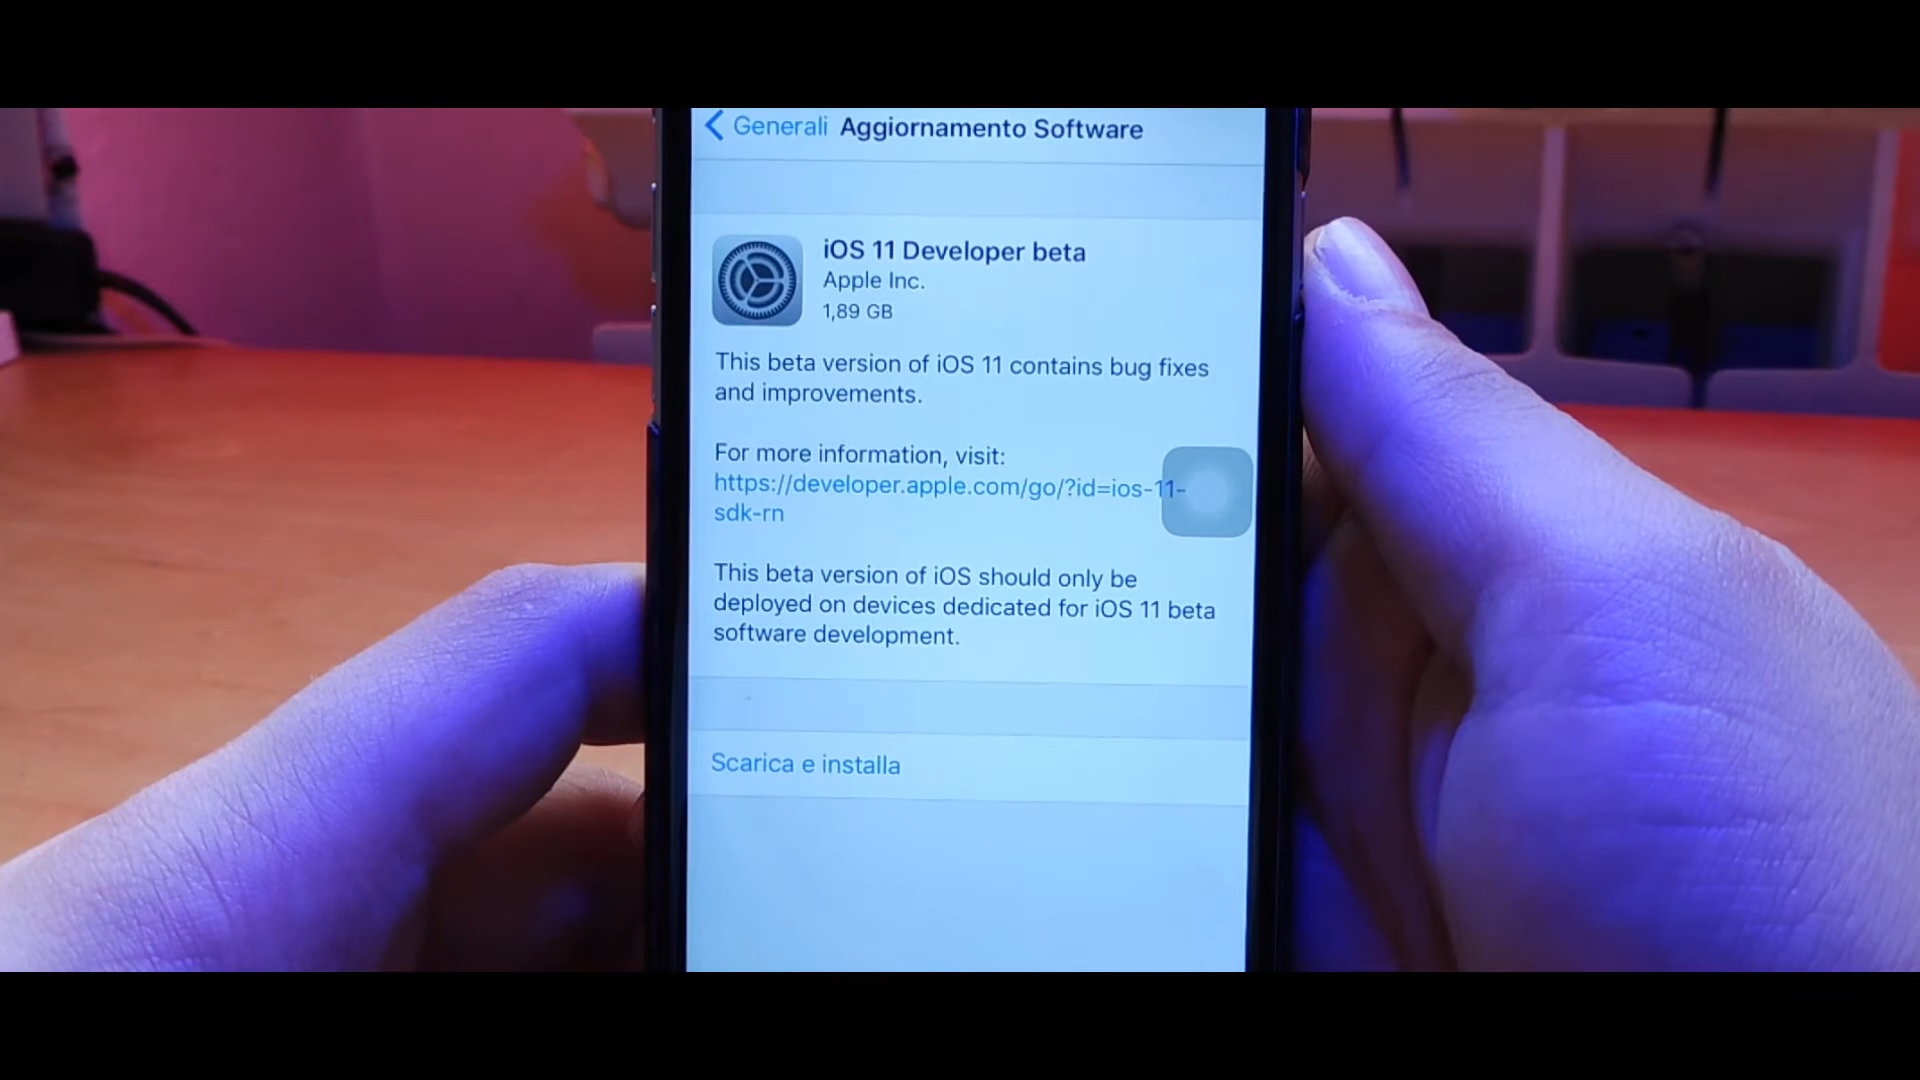 Generali Aggiornamento Software
iOS 11 Developer beta
Apple Inc.
1,89 GB
This beta version of iOS 11 contains bug fixes
and improvements.
For more information, visit:
https://developer.apple.com/go/?id=ios-11-
sdk-rn
This beta version of iOS should only be
deployed on devices dedicated for iOS 11 beta
software development.
Scarica e installa